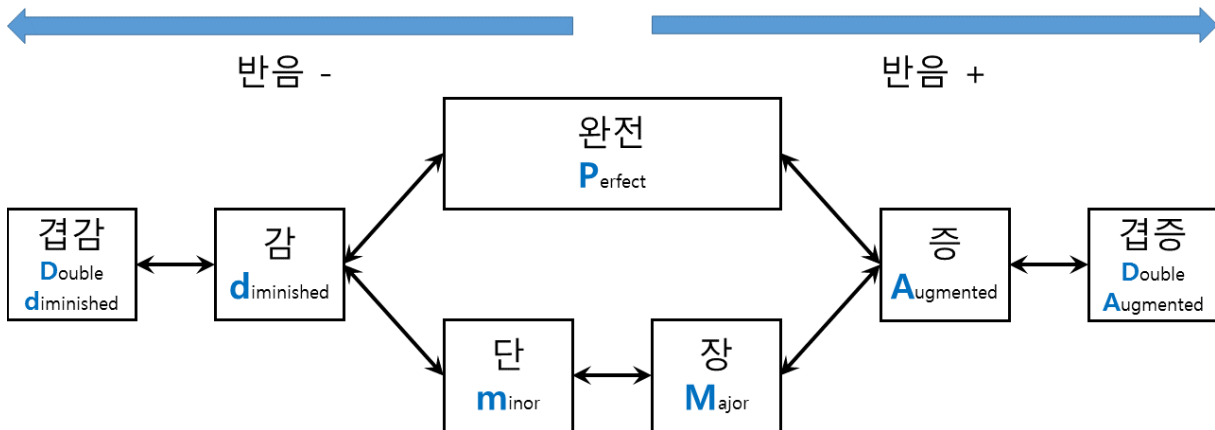 반음 -
반음 +
완전
Perfect
겹감
Double
diminished
감
diminished
증
Augmented
겹증
Double
Augmented
단
minor
장
Major